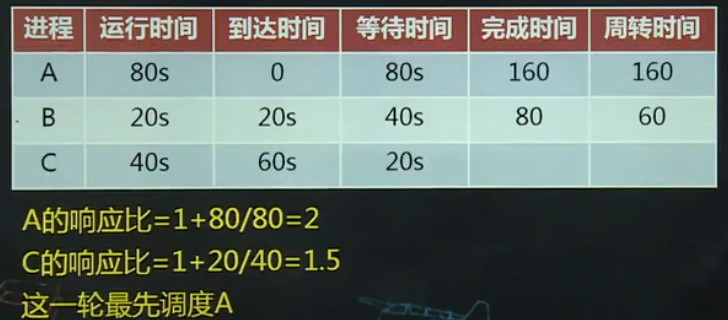 进程 运行时间 到达时间 等待时间 完成时间 周转时间
A 80s 0 80s 160 160
B 20s 20s 40s 80 60
C 40s 60s 20s
A的响应比=1+80/80=2
C的响应比=1+20/40=1.5
这一轮最先调度A